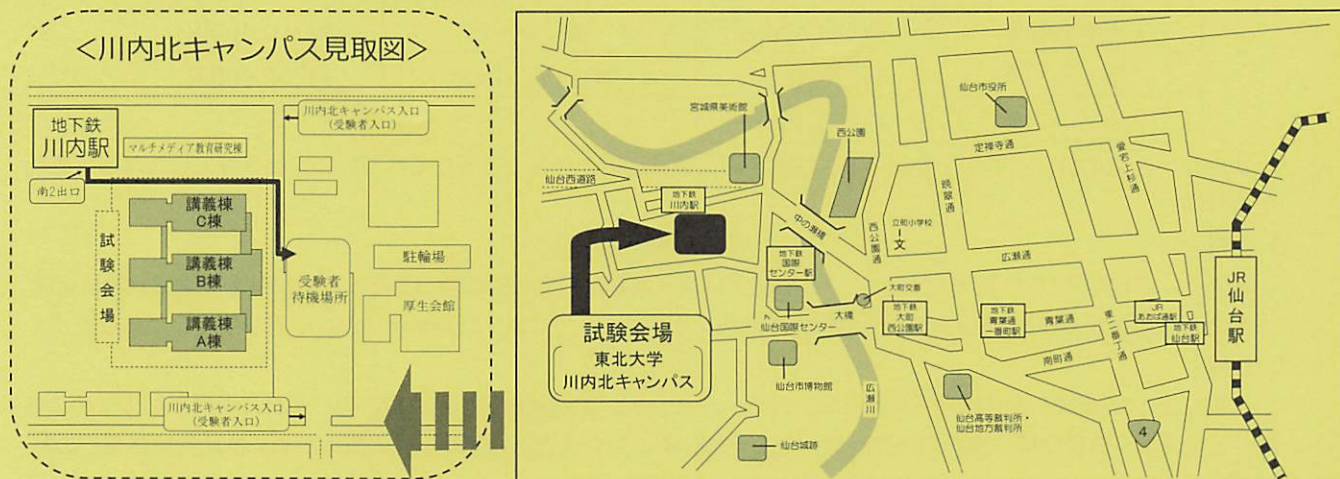 <川内北キャンパス見取図>
川内北キャンパス入口
(受験者入口)
地下鉄
川内駅
マルチメディア教育研究棟
南2出口
試験会場
講義棟
C棟
講義棟
B棟
講義棟
A棟
受験者
待機場所
駐輪場
厚生会館
川内北キャンパス入口
(受験者入口)
宮城県美術館
仙台市役所
西公園
定禅寺通
愛宕上杉通
仙台西道路
地下鉄
川内駅
晩翠通
中の瀬橋
西公園通
立町小学校
文
広瀬通
地下鉄
国際
センター駅
大町交番
JR
仙台駅
仙台国際センター
大橋
地下鉄
大町
西公園駅
地下鉄
青葉通
一番町駅
青葉通
東二番丁通
JR
あおば通駅
地下鉄
仙台駅
南町通
試験会場
東北大学
川内北キャンパス
仙台市博物館
広瀬川
仙台高等裁判所・
仙台地方裁判所
仙台城跡
4